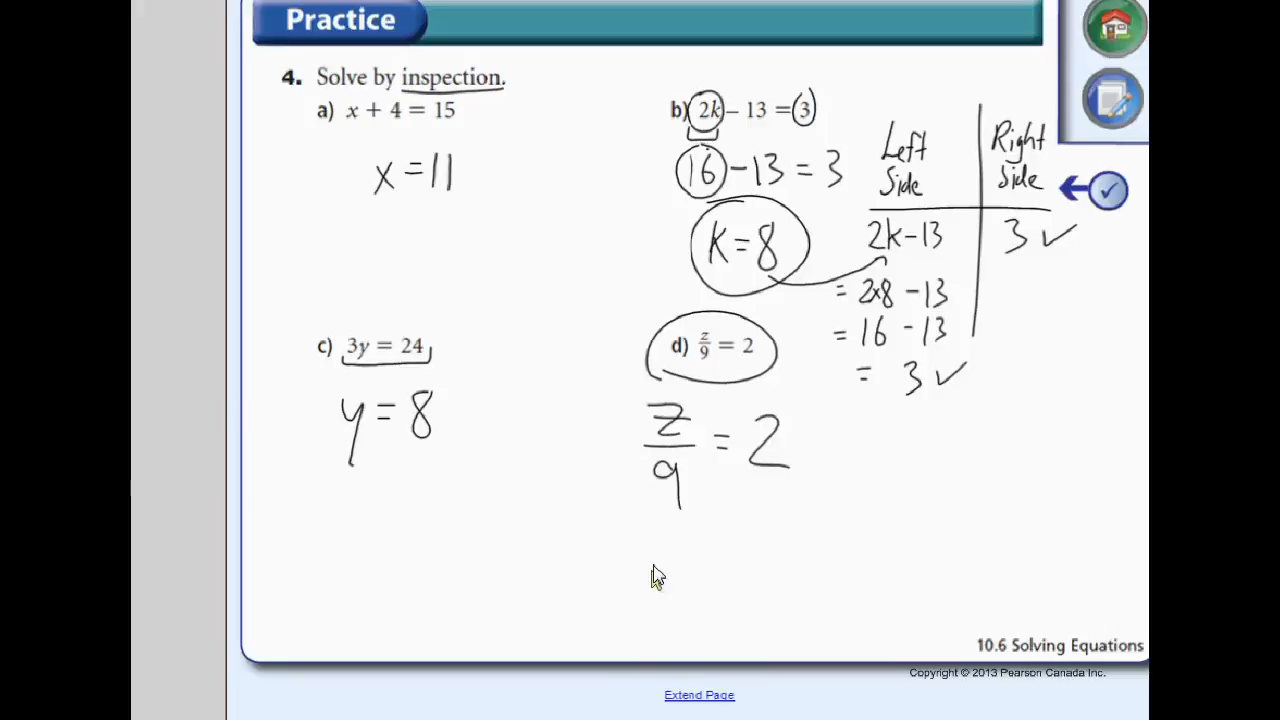 Practice
4. Solve by inspection.
a) x + 4 = 15
x = 11
b) 2k – 13 = 3
16 - 13 = 3
k = 8
Left Side
Right Side
2k - 13
3 ✓
= 2x8 - 13
= 16 - 13
= 3 ✓
c) 3y = 24
y = 8
d) z/9 = 2
z/9 = 2
10.6 Solving Equations
Copyright © 2013 Pearson Canada Inc.
Extend Page